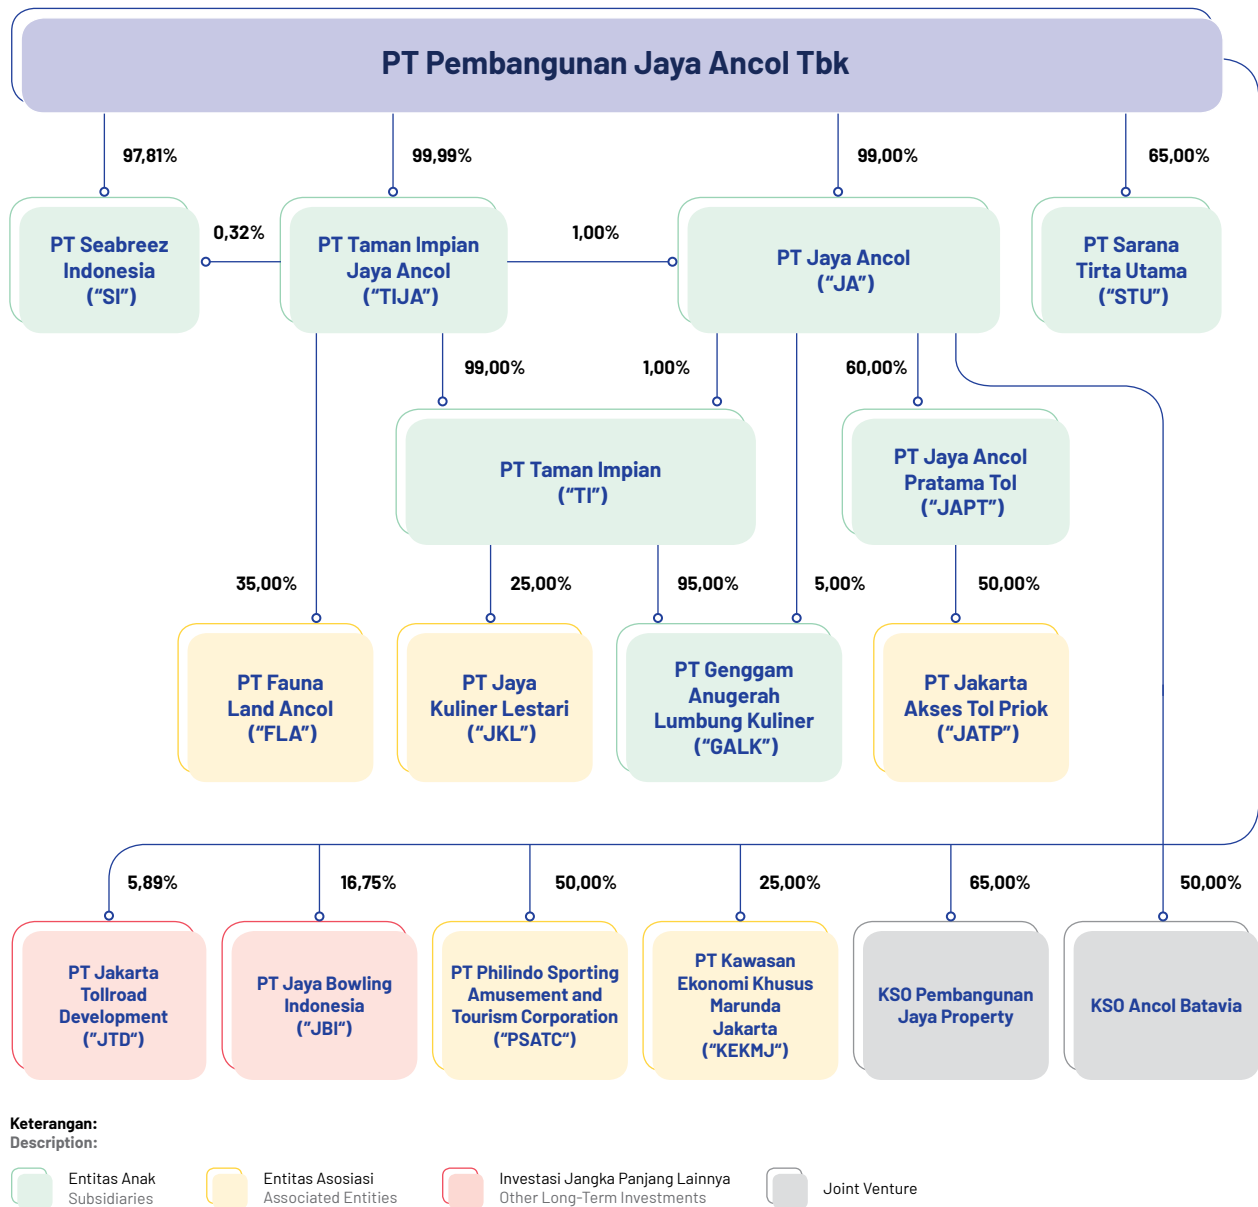 PT Pembangunan Jaya Ancol Tbk
97,81%
99,99%
99,00%
65,00%
PT Seabreez
Indonesia
(“SI”)
0,32%
PT Taman Impian
Jaya Ancol
(“TIJA”)
1,00%
PT Jaya Ancol
(“JA”)
PT Sarana
Tirta Utama
(“STU”)
99,00%
1,00%
60,00%
PT Taman Impian
(“TI”)
PT Jaya Ancol
Pratama Tol
(“JAPT”)
35,00%
25,00%
95,00%
5,00%
50,00%
PT Fauna
Land Ancol
(“FLA”)
PT Jaya
Kuliner Lestari
(“JKL”)
PT Genggam
Anugerah
Lumbung Kuliner
(“GALK”)
PT Jakarta
Akses Tol Priok
(“JATP”)
5,89%
16,75%
50,00%
25,00%
65,00%
50,00%
PT Jakarta
Tollroad
Development
(”JTD“)
PT Jaya Bowling
Indonesia
(”JBI“)
PT Philindo Sporting
Amusement and
Tourism Corporation
(“PSATC“)
PT Kawasan
Ekonomi Khusus
Marunda
Jakarta
(“KEKMJ“)
KSO Pembangunan
Jaya Property
KSO Ancol Batavia
Keterangan:
Description:
Entitas Anak
Subsidiaries
Entitas Asosiasi
Associated Entities
Investasi Jangka Panjang Lainnya
Other Long-Term Investments
Joint Venture